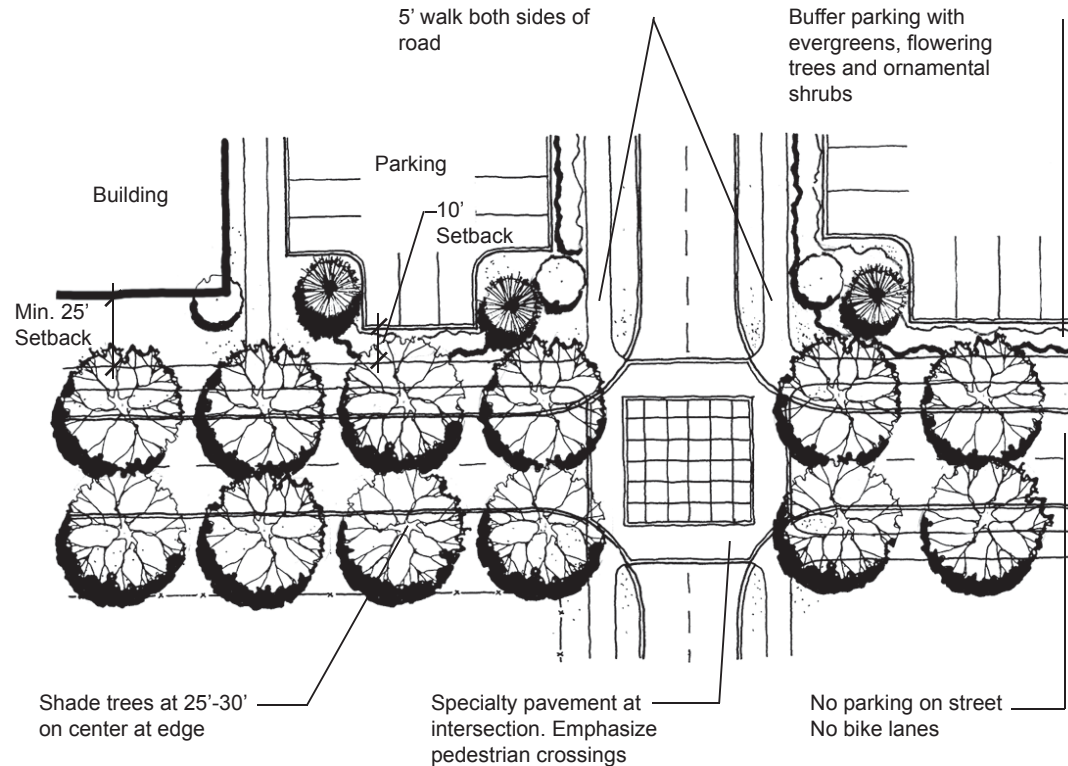 5’ walk both sides of
road
Buffer parking with
evergreens, flowering
trees and ornamental
shrubs
Building
Parking
10’
Setback
Min. 25’
Setback
Shade trees at 25’-30’
on center at edge
Specialty pavement at
intersection. Emphasize
pedestrian crossings
No parking on street
No bike lanes